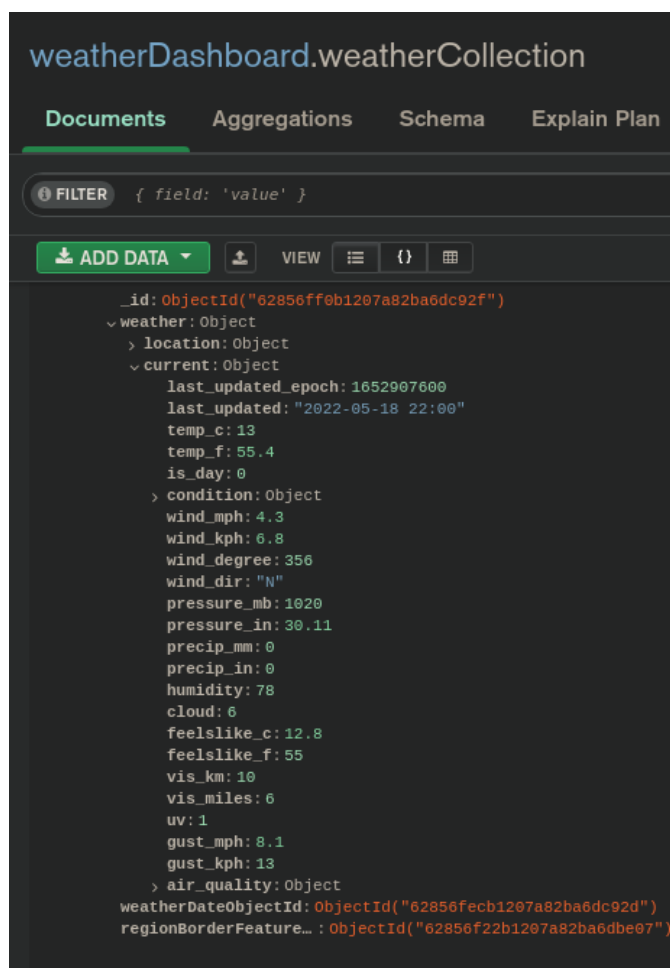 weatherDashboard.weatherCollection
Documents Aggregations Schema Explain Plan
FILTER { field: 'value' }
ADD DATA VIEW {}
_id:ObjectId("62856ff0b1207a82ba6dc92f")
weather:Object
location:Object
current:Object
last_updated_epoch:1652907600
last_updated:"2022-05-18 22:00"
temp_c:13
temp_f:55.4
is_day:0
condition:Object
wind_mph:4.3
wind_kph:6.8
wind_degree:356
wind_dir:"N"
pressure_mb:1020
pressure_in:30.11
precip_mm:0
precip_in:0
humidity:78
cloud:6
feelslike_c:12.8
feelslike_f:55
vis_km:10
vis_miles:6
uv:1
gust_mph:8.1
gust_kph:13
air_quality:Object
weatherDateObjectId:ObjectId("62856fecb1207a82ba6dc92d")
regionBorderFeature… :ObjectId("62856f22b1207a82ba6dbe07")